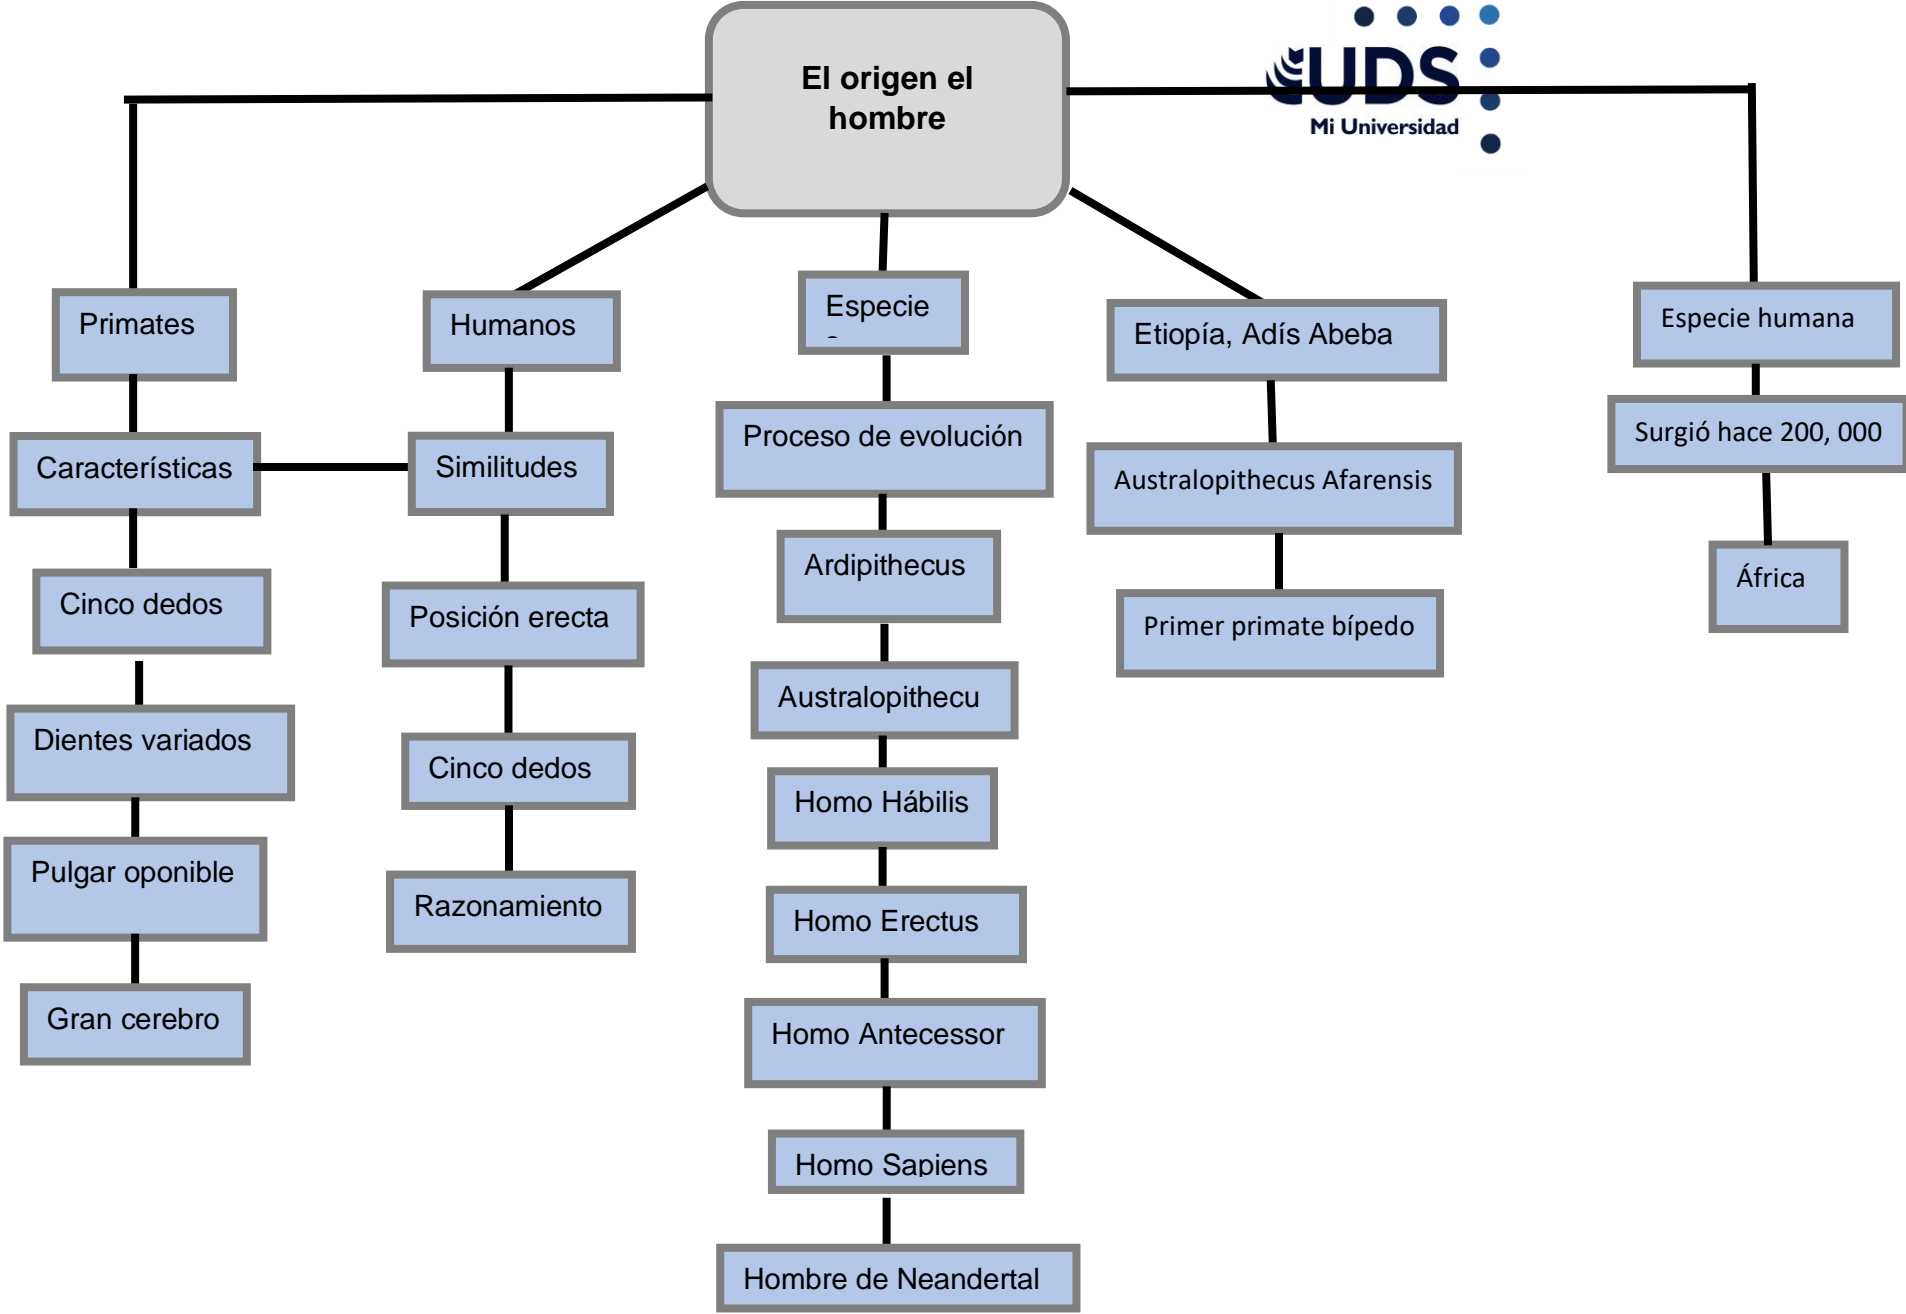 El origen el
hombre
UDS
Mi Universidad
Primates
Características
Cinco dedos
Dientes variados
Pulgar oponible
Gran cerebro
Humanos
Similitudes
Posición erecta
Cinco dedos
Razonamiento
Especie
Proceso de evolución
Ardipithecus
Australopithecu
Homo Hábilis
Homo Erectus
Homo Antecessor
Homo Sapiens
Hombre de Neandertal
Etiopía, Adís Abeba
Australopithecus Afarensis
Primer primate bípedo
Especie humana
Surgió hace 200, 000
África